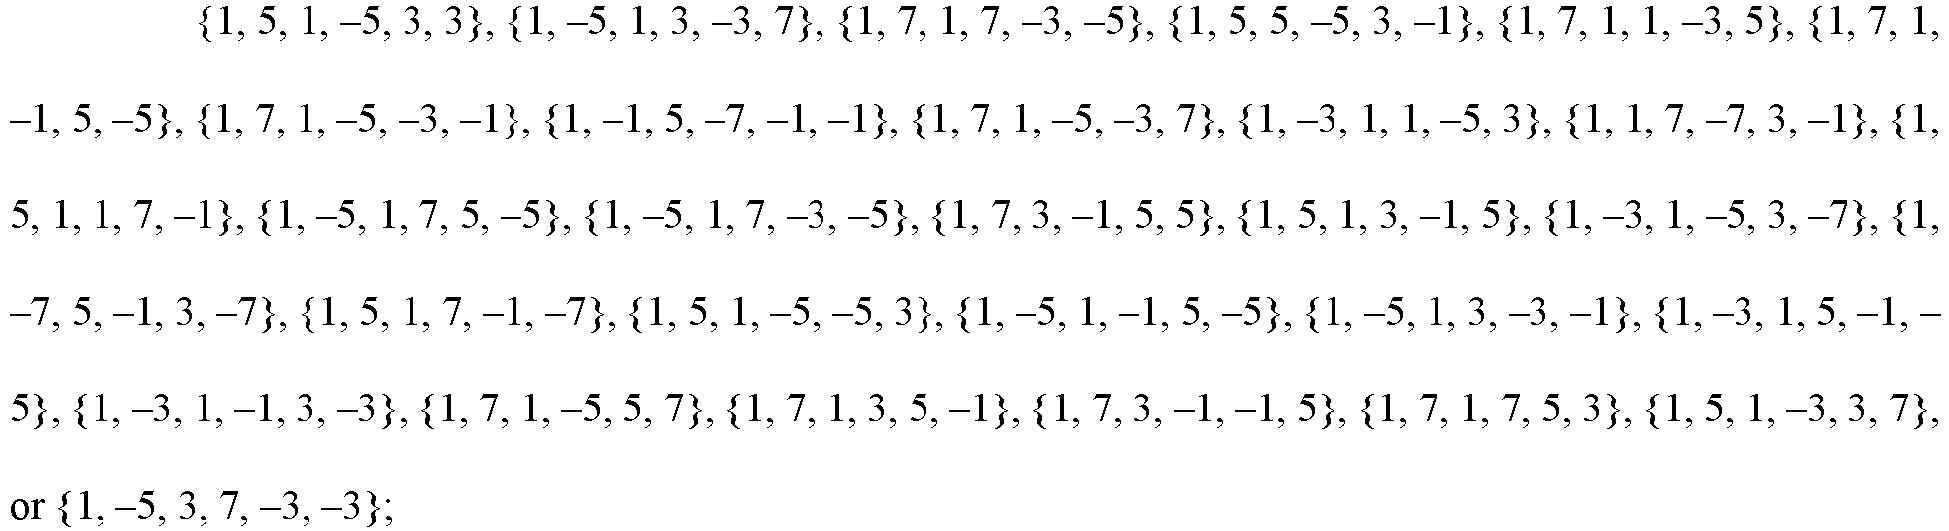 {1, 5, 1, –5, 3, 3}, {1, –5, 1, 3, –3, 7}, {1, 7, 1, 7, –3, –5}, {1, 5, 5, –5, 3, –1}, {1, 7, 1, 1, –3, 5}, {1, 7, 1,
–1, 5, –5}, {1, 7, 1, –5, –3, –1}, {1, –1, 5, –7, –1, –1}, {1, 7, 1, –5, –3, 7}, {1, –3, 1, 1, –5, 3}, {1, 1, 7, –7, 3, –1}, {1,
5, 1, 1, 7, –1}, {1, –5, 1, 7, 5, –5}, {1, –5, 1, 7, –3, –5}, {1, 7, 3, –1, 5, 5}, {1, 5, 1, 3, –1, 5}, {1, –3, 1, –5, 3, –7}, {1,
–7, 5, –1, 3, –7}, {1, 5, 1, 7, –1, –7}, {1, 5, 1, –5, –5, 3}, {1, –5, 1, –1, 5, –5}, {1, –5, 1, 3, –3, –1}, {1, –3, 1, 5, –1, –
5}, {1, –3, 1, –1, 3, –3}, {1, 7, 1, –5, 5, 7}, {1, 7, 1, 3, 5, –1}, {1, 7, 3, –1, –1, 5}, {1, 7, 1, 7, 5, 3}, {1, 5, 1, –3, 3, 7},
or {1, –5, 3, 7, –3, –3};